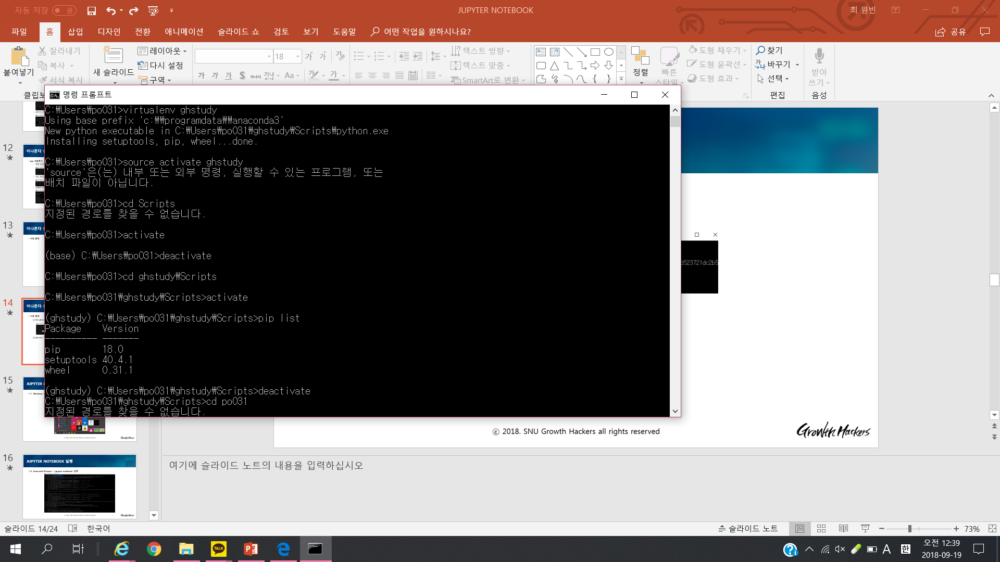 자동 저장 끔
JUPYTER NOTEBOOK
최 원빈
파일 홈 삽입 디자인 전환 애니메이션 슬라이드 쇼 검토 보기 도움말 어떤 작업을 원하시나요? 공유
붙여넣기
잘라내기
복사
서식 복사
새 슬라이드
레이아웃
다시 설정
구역
18
텍스트 방향
텍스트 맞춤
SmartArt로 변환
정렬
빠른
스타일
도형 채우기
도형 윤곽선
도형 효과
찾기
바꾸기
선택
받아
쓰기
편집
음성
명령 프롬프트
C:\Users\po031>virtualenv ghstudy
Using base prefix 'c:\\programdata\\anaconda3'
New python executable in C:\Users\po031\ghstudy\Scripts\python.exe
Installing setuptools, pip, wheel...done.
C:\Users\po031>source activate ghstudy
'source'은(는) 내부 또는 외부 명령, 실행할 수 있는 프로그램, 또는
배치 파일이 아닙니다.
C:\Users\po031>cd Scripts
지정된 경로를 찾을 수 없습니다.
C:\Users\po031>activate
(base) C:\Users\po031>deactivate
C:\Users\po031>cd ghstudy\Scripts
C:\Users\po031\ghstudy\Scripts>activate
(ghstudy) C:\Users\po031\ghstudy\Scripts>pip list
Package    Version
---------- -------
pip        18.0
setuptools 40.4.1
wheel      0.31.1
(ghstudy) C:\Users\po031\ghstudy\Scripts>deactivate
C:\Users\po031\ghstudy\Scripts>cd po031
지정된 경로를 찾을 수 없습니다.
d523721dc2b5
12
13
14
15
16
JUPYTER NOTEBOOK 실행
1-2. Anaconda Prompt > 'jupyter notebook' 입력
ⓒ 2018. SNU Growth Hackers all rights reserved
Growth Hackers
여기에 슬라이드 노트의 내용을 입력하십시오
슬라이드 14/24 한국어
슬라이드 노트
73%
TALK
A 한
오전 12:39
2018-09-19